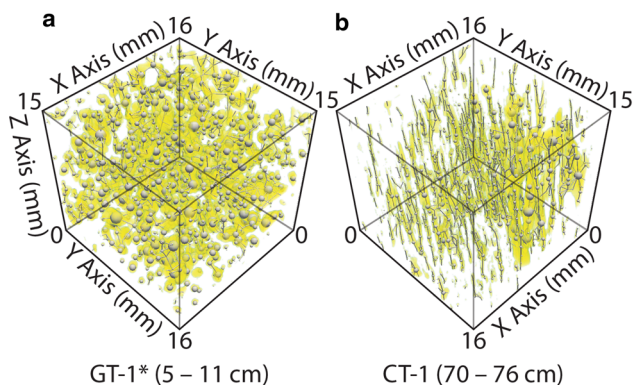 a
16
X Axis (mm)
Y Axis (mm)
15
Z Axis (mm)
0
0
Y Axis (mm)
16
GT-1* (5 – 11 cm)
b
16
X Axis (mm)
Y Axis (mm)
15
0
0
X Axis (mm)
16
CT-1 (70 – 76 cm)